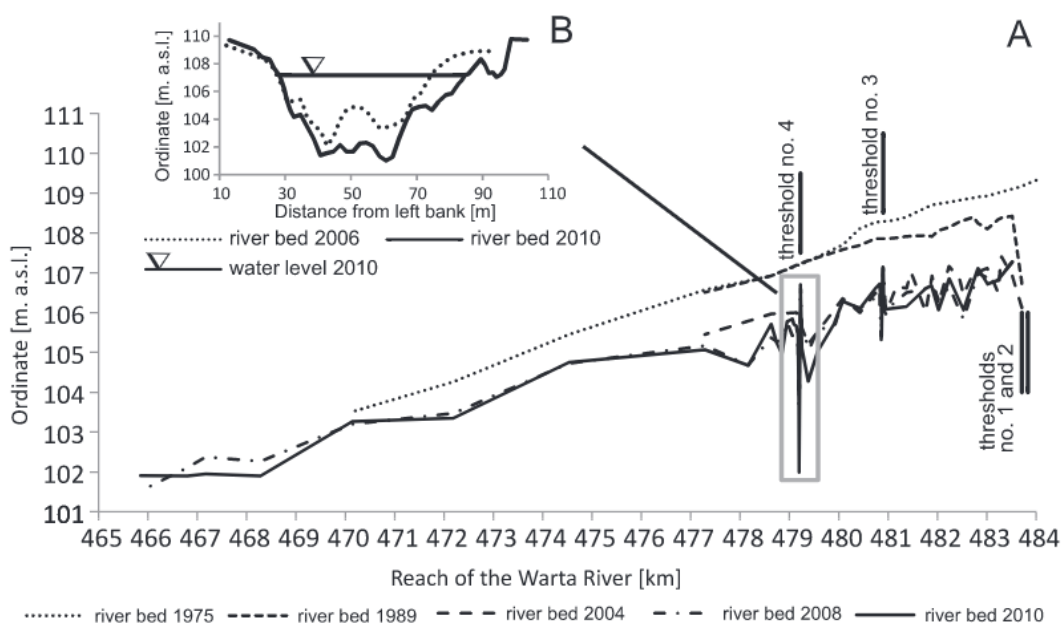 B
A
Ordinate [m. a.s.l.]
110
108
106
104
102
100
10 30 50 70 90 110
Distance from left bank [m]
river bed 2006 river bed 2010
water level 2010
Ordinate [m. a.s.l.]
111
110
109
108
107
106
105
104
103
102
101
threshold no. 4
threshold no. 3
thresholds
no. 1 and 2
465 466 467 468 469 470 471 472 473 474 475 476 477 478 479 480 481 482 483 484
Reach of the Warta River [km]
river bed 1975 river bed 1989 river bed 2004 river bed 2008 river bed 2010